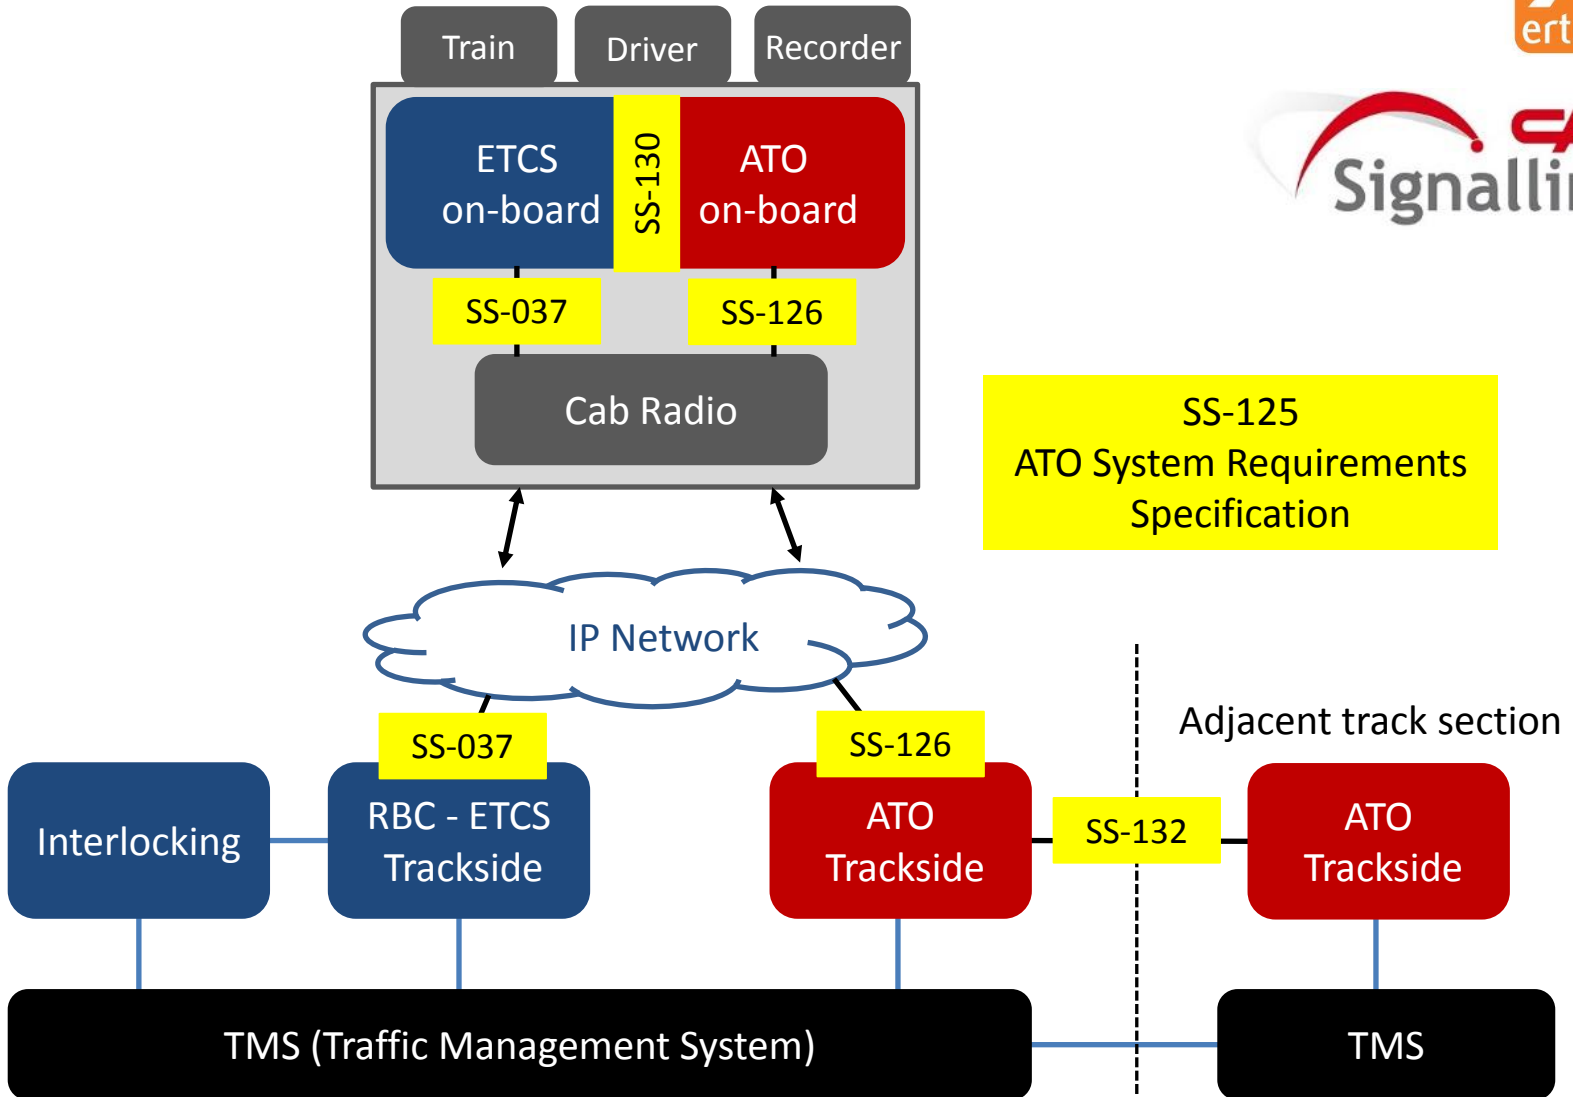 Train
Driver
Recorder
ETCS
on-board
SS-130
ATO
on-board
SS-037
SS-126
Cab Radio
SS-125
ATO System Requirements
Specification
IP Network
Adjacent track section
SS-037
SS-126
Interlocking
RBC - ETCS
Trackside
ATO
Trackside
SS-132
ATO
Trackside
TMS (Traffic Management System)
TMS